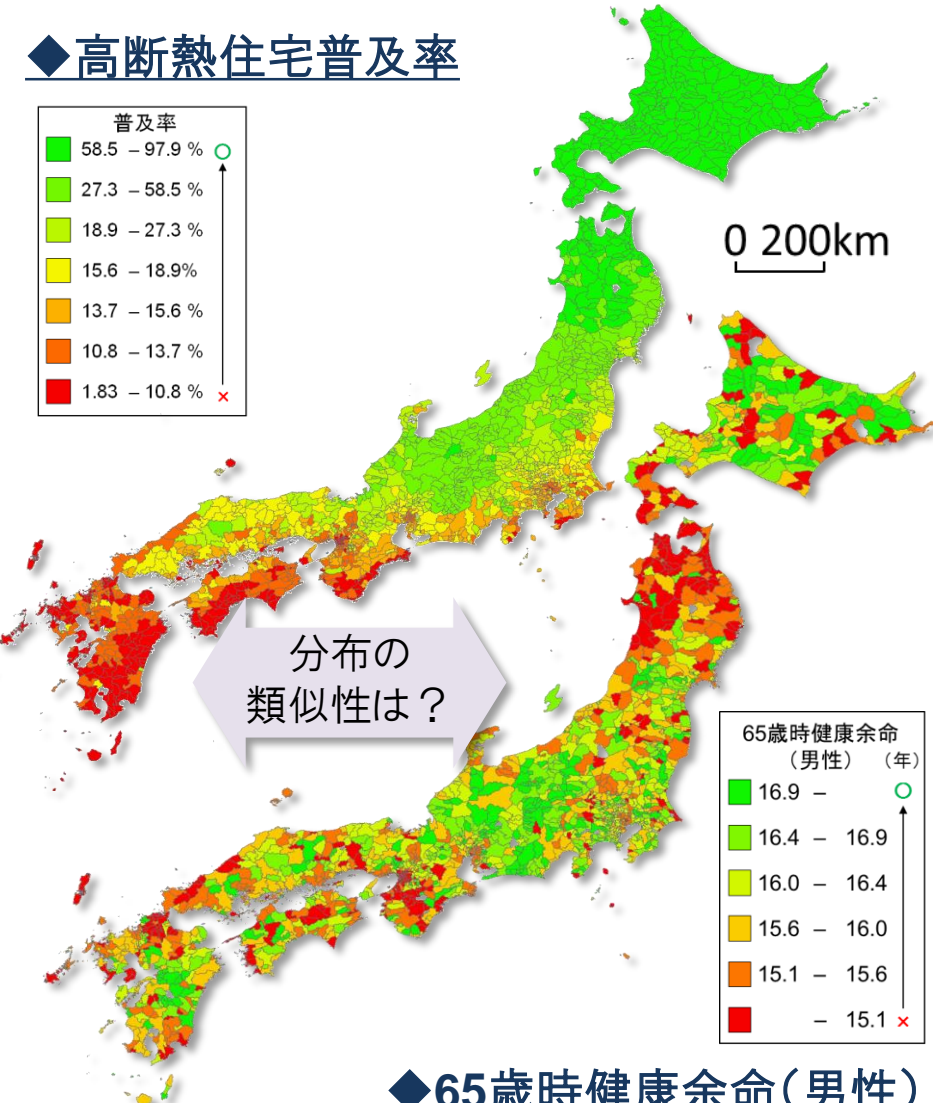 ◆高断熱住宅普及率
普及率
58.5 – 97.9 % ○
27.3 – 58.5 %
18.9 – 27.3 %
15.6 – 18.9%
13.7 – 15.6 %
10.8 – 13.7 %
1.83 – 10.8 % ×
0 200km
分布の
類似性は？
65歳時健康余命
（男性） （年）
16.9 – ○
16.4 – 16.9
16.0 – 16.4
15.6 – 16.0
15.1 – 15.6
– 15.1 ×
◆65歳時健康余命（男性）